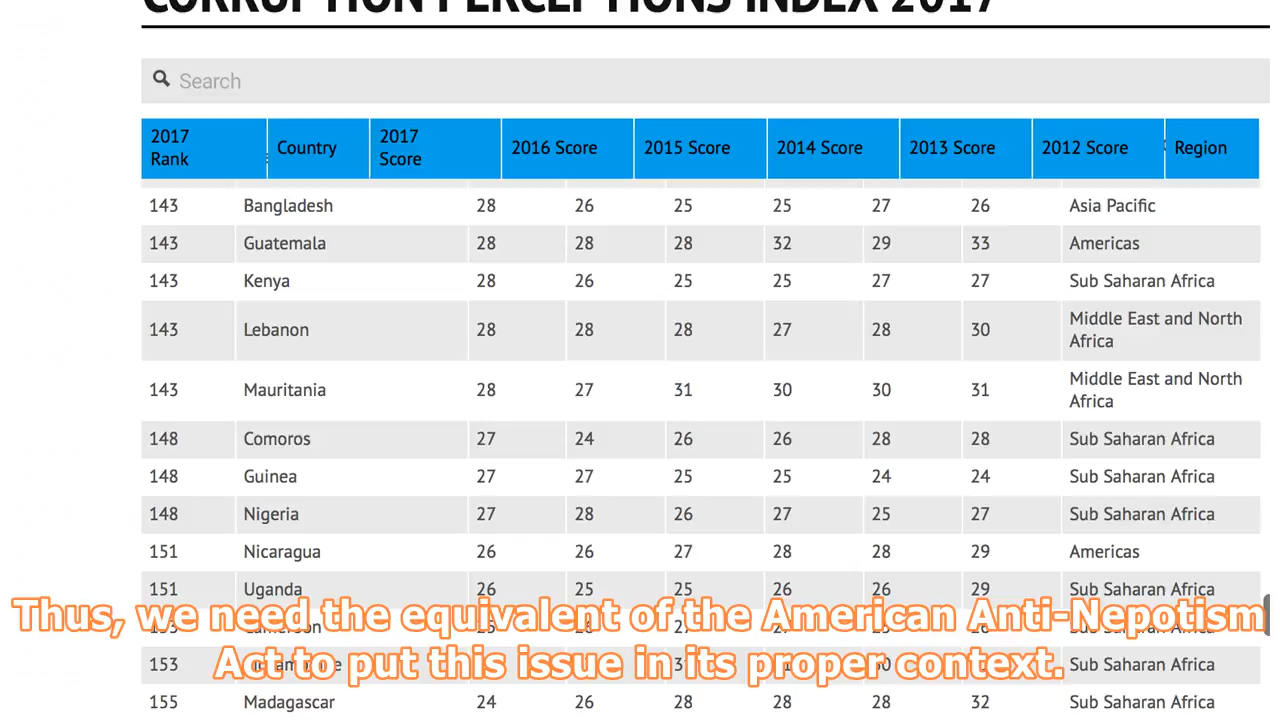 CORRUPTION PERCEPTIONS INDEX 2017
Search
2017 Rank Country 2017 Score 2016 Score 2015 Score 2014 Score 2013 Score 2012 Score Region
143 Bangladesh 28 26 25 25 27 26 Asia Pacific
143 Guatemala 28 28 28 32 29 33 Americas
143 Kenya 28 26 25 25 27 27 Sub Saharan Africa
143 Lebanon 28 28 28 27 28 30 Middle East and North Africa
143 Mauritania 28 27 31 30 30 31 Middle East and North Africa
148 Comoros 27 24 26 26 28 28 Sub Saharan Africa
148 Guinea 27 27 25 25 24 24 Sub Saharan Africa
148 Nigeria 27 28 26 27 25 27 Sub Saharan Africa
151 Nicaragua 26 26 27 28 28 29 Americas
151 Uganda 26 25 25 26 26 29 Sub Saharan Africa
Thus, we need the equivalent of the American Anti-Nepotism
Act to put this issue in its proper context.
153 Sub Saharan Africa
155 Madagascar 24 26 28 28 28 32 Sub Saharan Africa